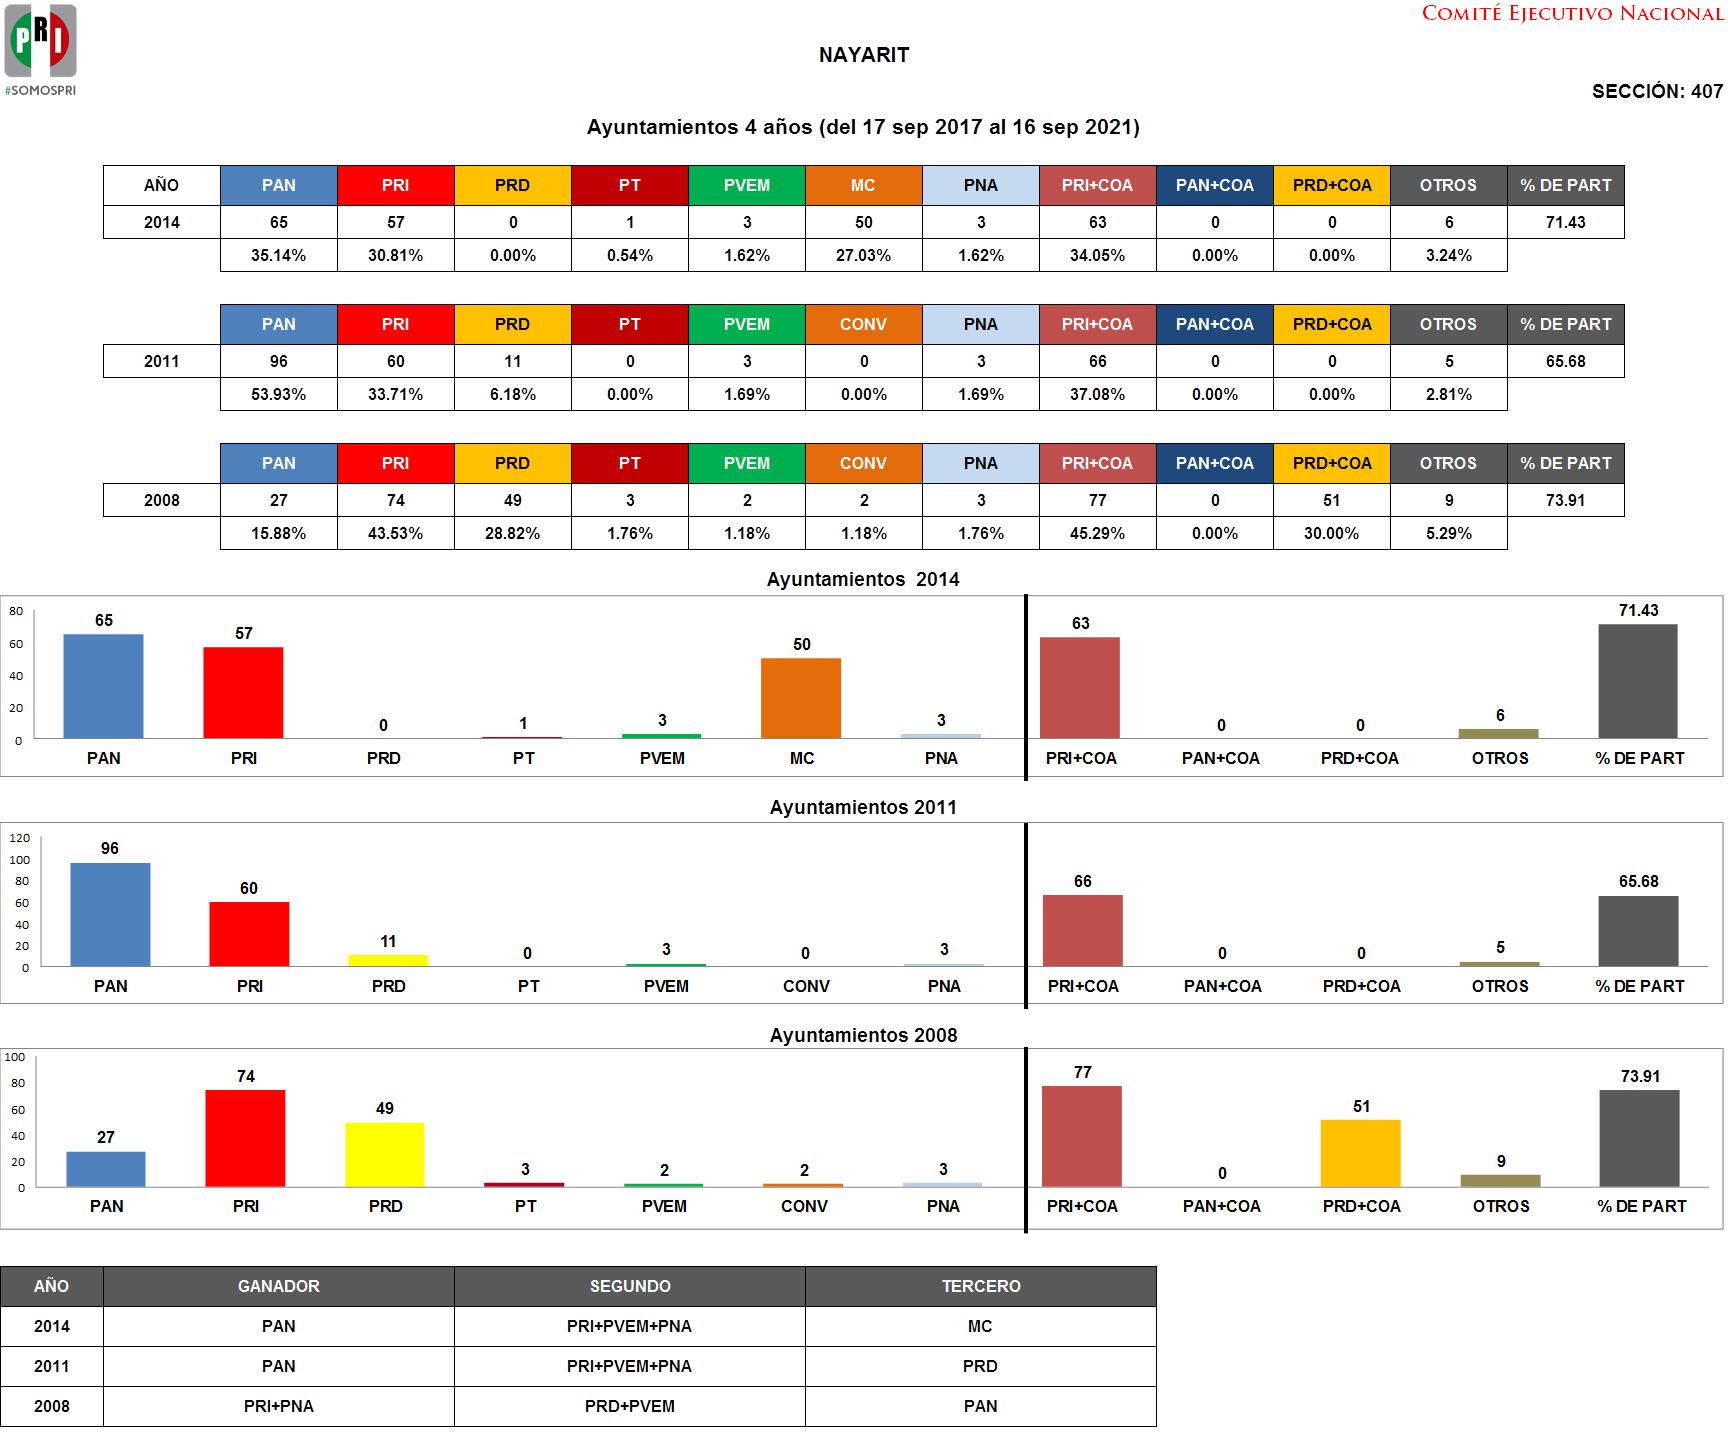 PRI
#SOMOSPRI
COMITÉ EJECUTIVO NACIONAL
NAYARIT
SECCIÓN: 407
Ayuntamientos 4 años (del 17 sep 2017 al 16 sep 2021)
AÑO PAN PRI PRD PT PVEM MC PNA PRI+COA PAN+COA PRD+COA OTROS % DE PART
2014 65 57 0 1 3 50 3 63 0 0 6 71.43
35.14% 30.81% 0.00% 0.54% 1.62% 27.03% 1.62% 34.05% 0.00% 0.00% 3.24%
PAN PRI PRD PT PVEM CONV PNA PRI+COA PAN+COA PRD+COA OTROS % DE PART
2011 96 60 11 0 3 0 3 66 0 0 5 65.68
53.93% 33.71% 6.18% 0.00% 1.69% 0.00% 1.69% 37.08% 0.00% 0.00% 2.81%
PAN PRI PRD PT PVEM CONV PNA PRI+COA PAN+COA PRD+COA OTROS % DE PART
2008 27 74 49 3 2 2 3 77 0 51 9 73.91
15.88% 43.53% 28.82% 1.76% 1.18% 1.18% 1.76% 45.29% 0.00% 30.00% 5.29%
Ayuntamientos 2014
80
60
40
20
0
65 57 0 1 3 50 3 63 0 0 6 71.43
PAN PRI PRD PT PVEM MC PNA PRI+COA PAN+COA PRD+COA OTROS % DE PART
Ayuntamientos 2011
120
100
80
60
40
20
0
96 60 11 0 3 0 3 66 0 0 5 65.68
PAN PRI PRD PT PVEM CONV PNA PRI+COA PAN+COA PRD+COA OTROS % DE PART
Ayuntamientos 2008
100
80
60
40
20
0
27 74 49 3 2 2 3 77 0 51 9 73.91
PAN PRI PRD PT PVEM CONV PNA PRI+COA PAN+COA PRD+COA OTROS % DE PART
AÑO GANADOR SEGUNDO TERCERO
2014 PAN PRI+PVEM+PNA MC
2011 PAN PRI+PVEM+PNA PRD
2008 PRI+PNA PRD+PVEM PAN